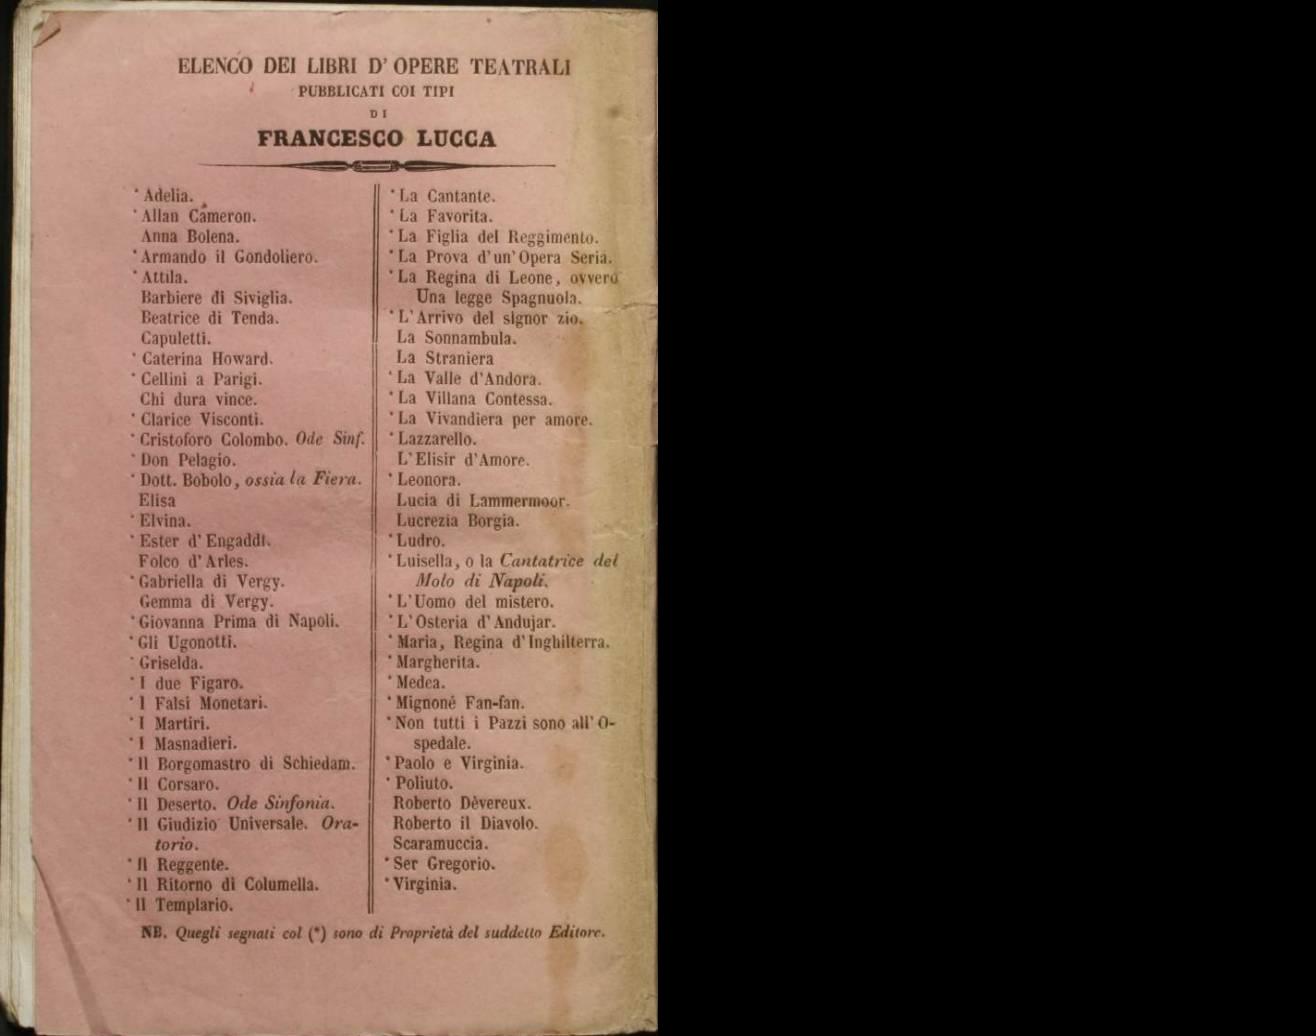 ELENCO DEI LIBRI D' OPERE TEATRALI
PUBBLICATI COI TIPI
DI
FRANCESCO LUCCA
* Adelia.
* Allan Cameron.
Anna Bolena.
* Armando il Gondoliero.
* Attila.
Barbiere di Siviglia.
Beatrice di Tenda.
Capuletti.
* Caterina Howard.
* Cellini a Parigi.
Chi dura vince.
* Clarice Visconti.
* Cristoforo Colombo. Ode Sinf.
* Don Pelagio.
* Dott. Bobolo, ossia la Fiera.
Elisa
* Elvina.
* Ester d' Engaddi.
Folco d' Arles.
* Gabriella di Vergy.
Gemma di Vergy.
* Giovanna Prima di Napoli.
* Gli Ugonotti.
* Griselda.
* I due Figaro.
* I Falsi Monetari.
* I Martiri.
* I Masnadieri.
* Il Borgomastro di Schiedam.
* Il Corsaro.
* Il Deserto. Ode Sinfonia.
* Il Giudizio Universale. Ora-
torio.
* Il Reggente.
* Il Ritorno di Columella.
* Il Templario.
* La Cantante.
* La Favorita.
* La Figlia del Reggimento.
* La Prova d'un' Opera Seria.
* La Regina di Leone, ovvero
Una legge Spagnuola.
* L'Arrivo del signor zio.
La Sonnambula.
La Straniera
* La Valle d'Andora.
* La Villana Contessa.
* La Vivandiera per amore.
* Lazzarello.
L'Elisir d'Amore.
* Leonora.
Lucia di Lammermoor.
Lucrezia Borgia.
* Ludro.
* Luisella, o la Cantatrice del
Molo di Napoli.
* L'Uomo del mistero.
* L'Osteria d'Andujar.
* Maria, Regina d'Inghilterra.
* Margherita.
* Medea.
* Mignoné Fan-fan.
* Non tutti i Pazzi sono all' O-
spedale.
* Paolo e Virginia.
* Poliuto.
Roberto Dèvereux.
Roberto il Diavolo.
Scaramuccia.
* Ser Gregorio.
* Virginia.
NB. Quegli segnati col (*) sono di Proprietà del suddetto Editore.